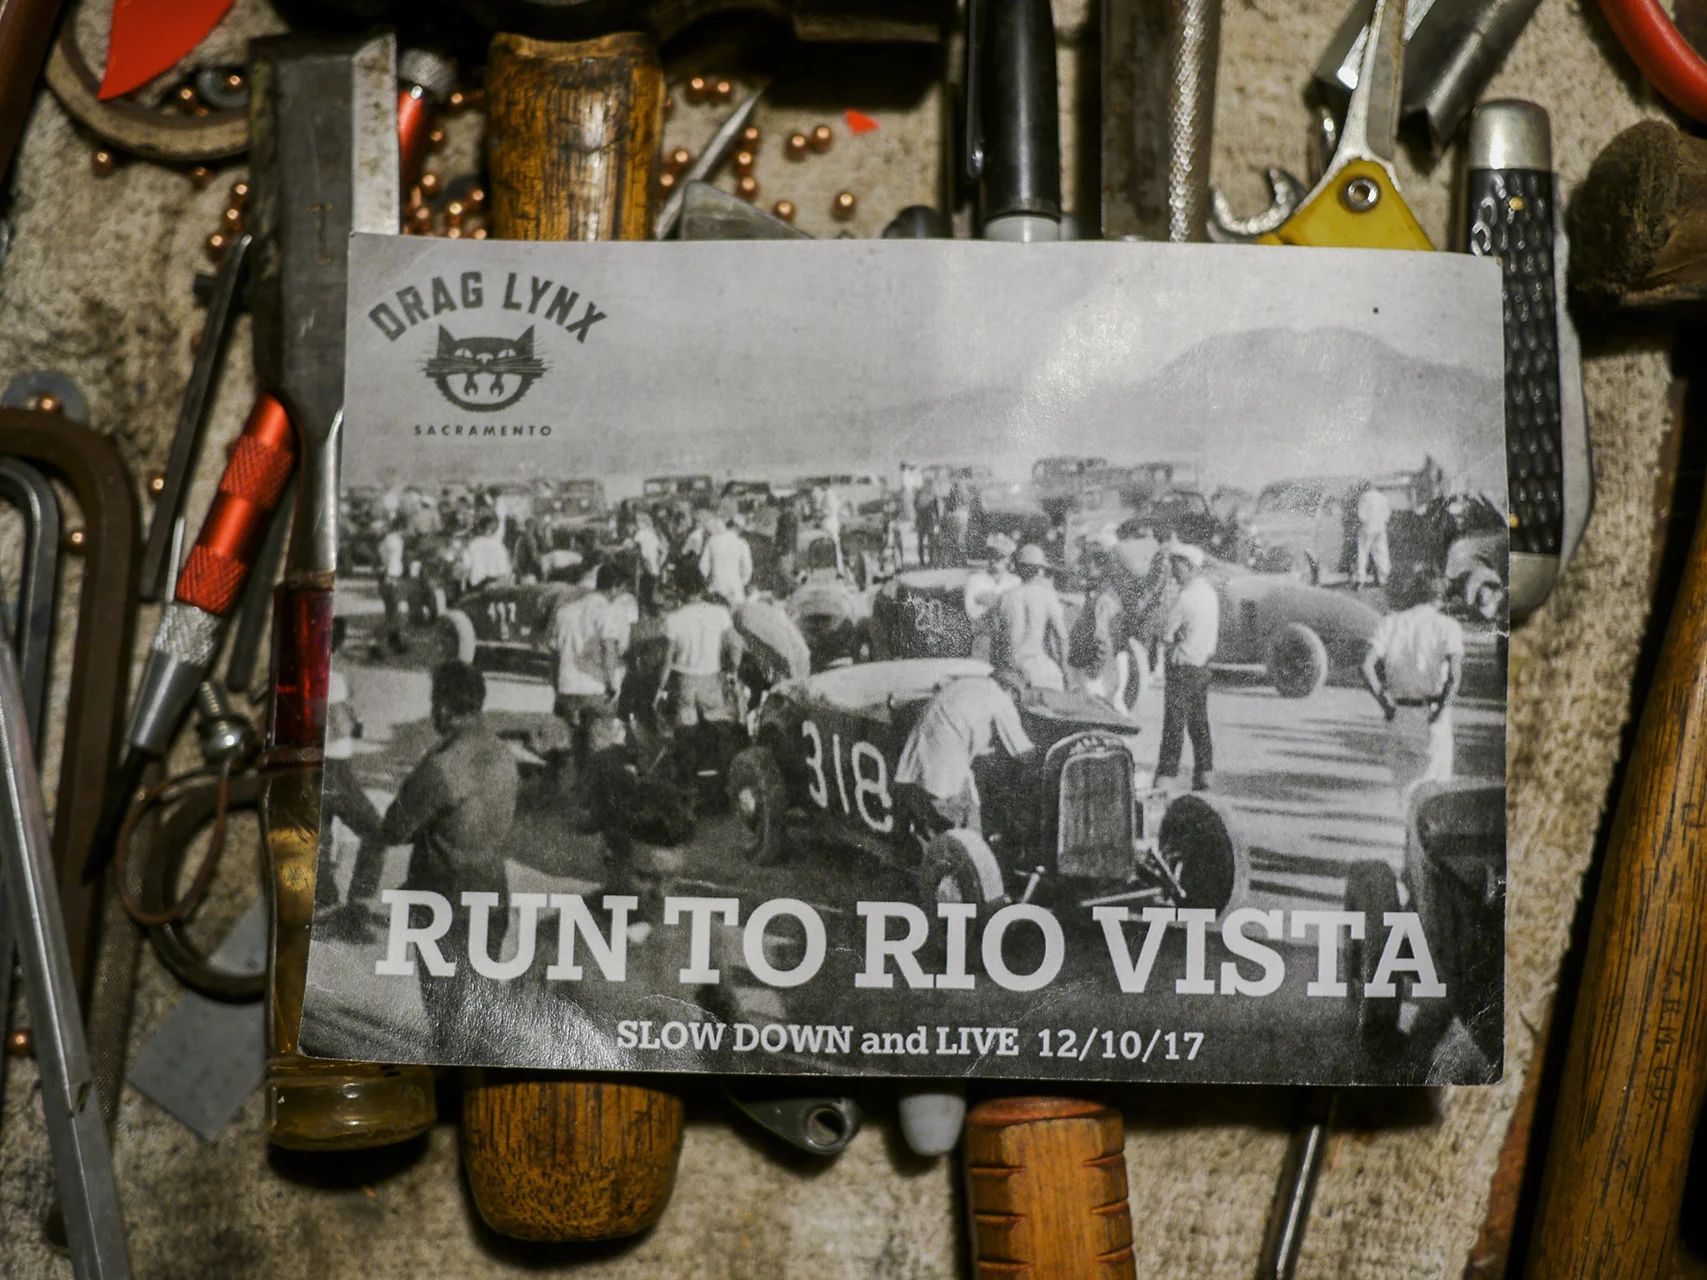 DRAG LYNX
SACRAMENTO
318
RUN TO RIO VISTA
SLOW DOWN and LIVE 12/10/17